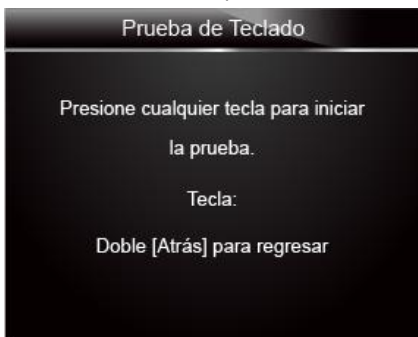 Prueba de Teclado
Presione cualquier tecla para iniciar
la prueba.
Tecla:
Doble [Atrás] para regresar